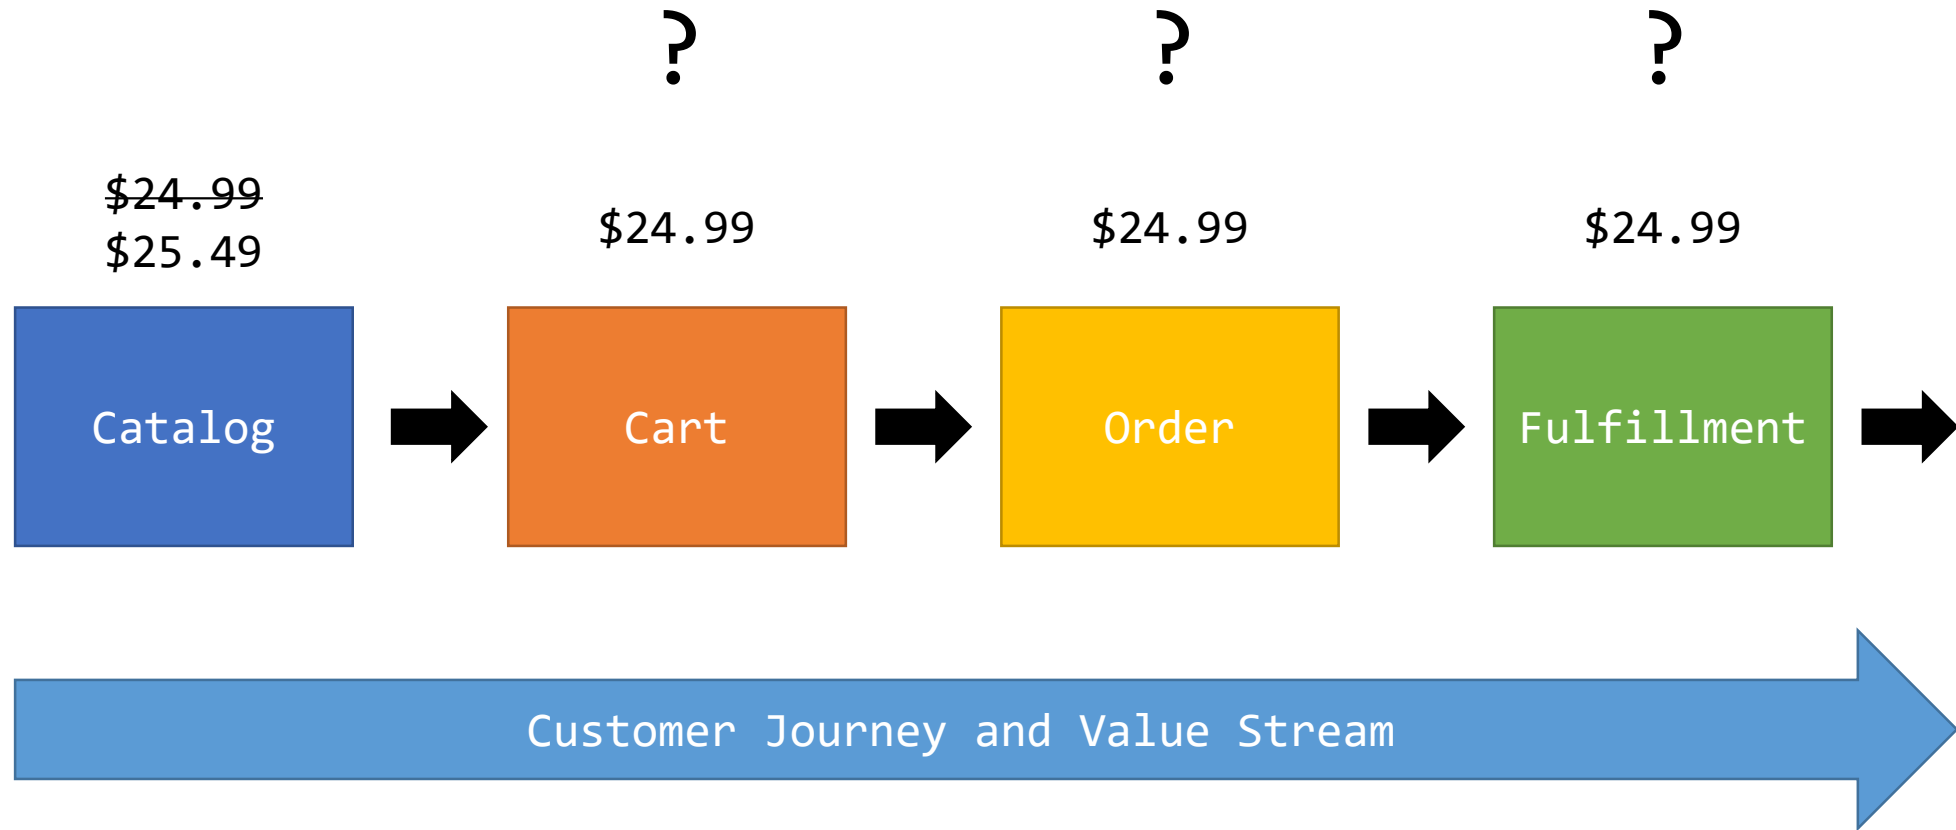 ? ? ?
$24.99
$25.49
$24.99 $24.99 $24.99
Catalog Cart Order Fulfillment
Customer Journey and Value Stream